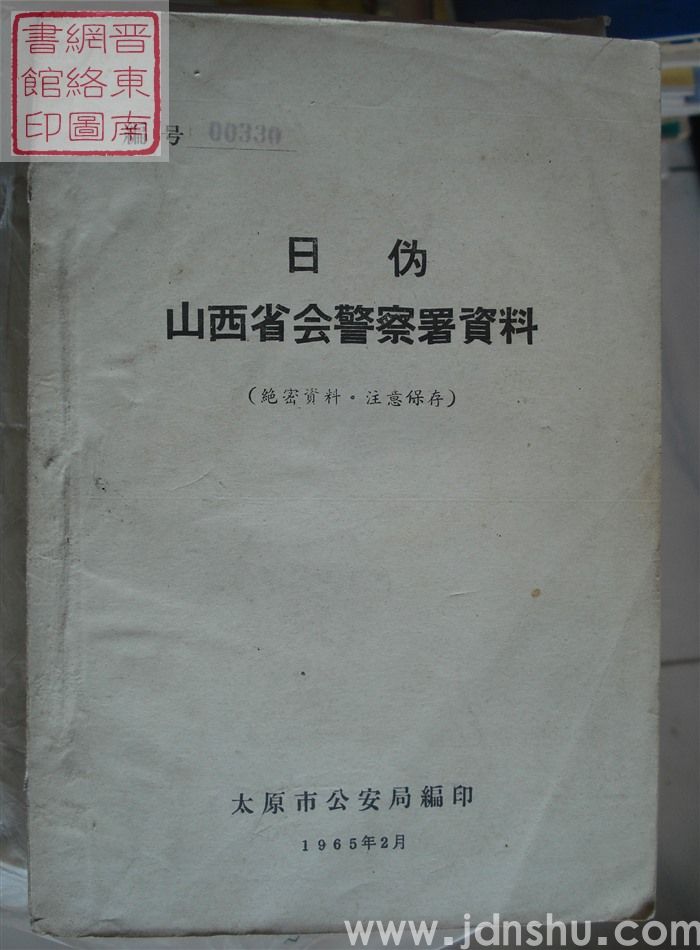 晋東南
網絡圖
書館印
編号 00330
日 伪
山西省会警察署資料
(絶密資料。注意保存)
太原市公安局編印
1965年2月
www.jdnshu.com